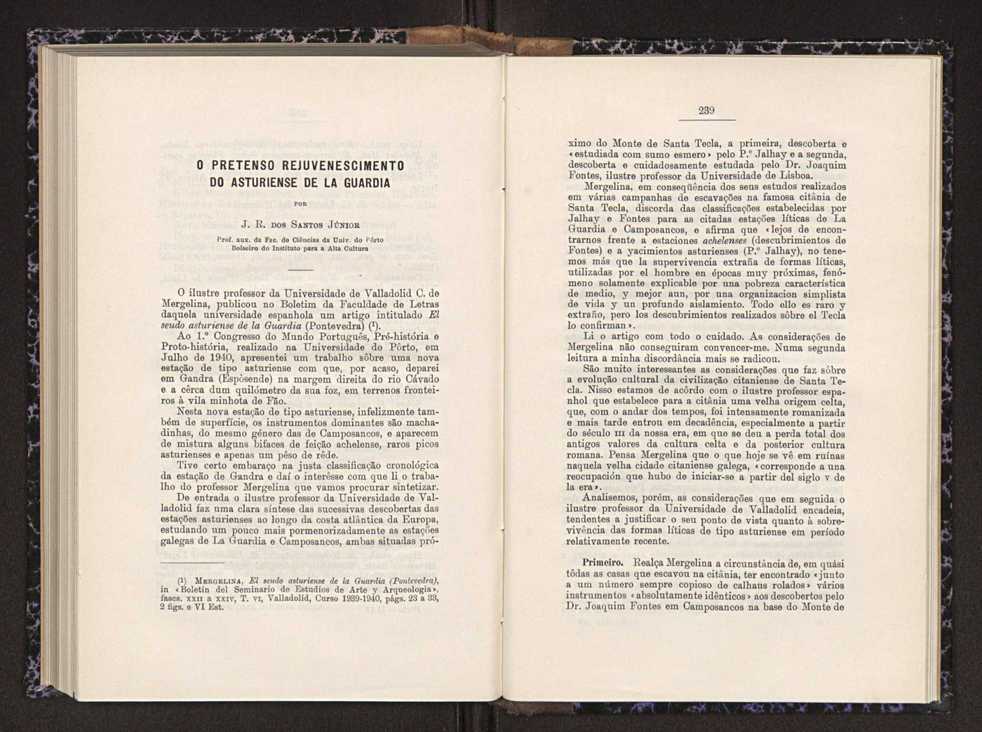 O PRETENSO REJUVENESCIMENTO
DO ASTURIENSE DE LA GUARDIA
POR
J. R. DOS SANTOS JÚNIOR
Prof. aux. da Fac. de Ciências da Univ. do Pôrto
Bolseiro do Instituto para a Alta Cultura
O ilustre professor da Universidade de Valladolid C. de
Mergelina, publicou no Boletim da Faculdade de Letras
daquela universidade espanhola um artigo intitulado El
seudo asturiense de la Guardia (Pontevedra) (¹).
Ao 1.º Congresso do Mundo Português, Pré-história e
Proto-história, realizado na Universidade do Pôrto, em
Julho de 1940, apresentei um trabalho sôbre uma nova
estação de tipo asturiense com que, por acaso, deparei
em Gandra (Espòsende) na margem direita do rio Cávado
e a cêrca dum quilómetro da sua foz, em terrenos frontei-
ros à vila minhota de Fão.
Nesta nova estação de tipo asturiense, infelizmente tam-
bém de superfície, os instrumentos dominantes são macha-
dinhas, do mesmo género das de Camposancos, e aparecem
de mistura alguns bifaces de feição achelense, raros picos
asturienses e apenas um pêso de rêde.
Tive certo embaraço na justa classificação cronológica
da estação de Gandra e daí o interêsse com que li o traba-
lho do professor Mergelina que vamos procurar sintetizar.
De entrada o ilustre professor da Universidade de Val-
ladolid faz uma clara síntese das sucessivas descobertas das
estações asturienses ao longo da costa atlântica da Europa,
estudando um pouco mais pormenorizadamente as estações
galegas de La Guardia e Camposancos, ambas situadas pró-
(¹) MERGELINA, El seudo asturiense de la Guardia (Pontevedra),
in «Boletín del Seminario de Estudios de Arte y Arqueologia»,
fascs. XXII a XXIV, T. VI, Valladolid, Curso 1939-1940, págs. 23 a 33,
2 figs. e VI Est.
239
ximo do Monte de Santa Tecla, a primeira, descoberta e
«estudiada com sumo esmero» pelo P.º Jalhay e a segunda,
descoberta e cuidadosamente estudada pelo Dr. Joaquim
Fontes, ilustre professor da Universidade de Lisboa.
Mergelina, em conseqüência dos seus estudos realizados
em várias campanhas de escavações na famosa citânia de
Santa Tecla, discorda das classificações estabelecidas por
Jalhay e Fontes para as citadas estações líticas de La
Guardia e Camposancos, e afirma que «lejos de encon-
trarnos frente a estaciones achelenses (descubrimientos de
Fontes) e a yacimientos asturienses (P.º Jalhay), no tene-
mos más que la supervivencia extraña de formas líticas,
utilizadas por el hombre en épocas muy próximas, fenó-
meno solamente explicable por una pobreza característica
de medio, y mejor aun, por una organizacion simplista
de vida y un profundo aislamiento. Todo ello es raro y
extraño, pero los descubrimientos realizados sôbre el Tecla
lo confirman».
Li o artigo com todo o cuidado. As considerações de
Mergelina não conseguiram convencer-me. Numa segunda
leitura a minha discordância mais se radicou.
São muito interessantes as considerações que faz sôbre
a evolução cultural da civilização citaniense de Santa Te-
cla. Nisso estamos de acôrdo com o ilustre professor espa-
nhol que estabelece para a citânia uma velha origem celta,
que, com o andar dos tempos, foi intensamente romanizada
e mais tarde entrou em decadência, especialmente a partir
do século III da nossa era, em que se deu a perda total dos
antigos valores da cultura celta e da posterior cultura
romana. Pensa Mergelina que o que hoje se vê em ruínas
naquela velha cidade citaniense galega, «corresponde a una
reocupación que hubo de iniciar-se a partir del siglo V de
la era».
Analisemos, porém, as considerações que em seguida o
ilustre professor da Universidade de Valladolid encadeia,
tendentes a justificar o seu ponto de vista quanto à sobre-
vivência das formas líticas de tipo asturiense em período
relativamente recente.
Primeiro. Realça Mergelina a circunstância de, em quási
tôdas as casas que escavou na citânia, ter encontrado «junto
a um número sempre copioso de calhaus rolados» vários
instrumentos «absolutamente idênticos» aos descobertos pelo
Dr. Joaquim Fontes em Camposancos na base do Monte de